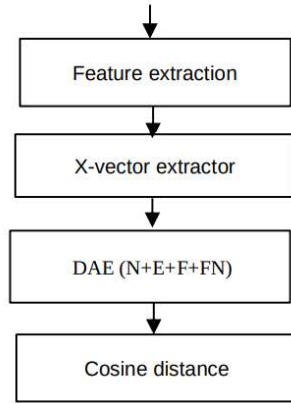 Feature extraction
X-vector extractor
DAE (N+E+F+FN)
Cosine distance